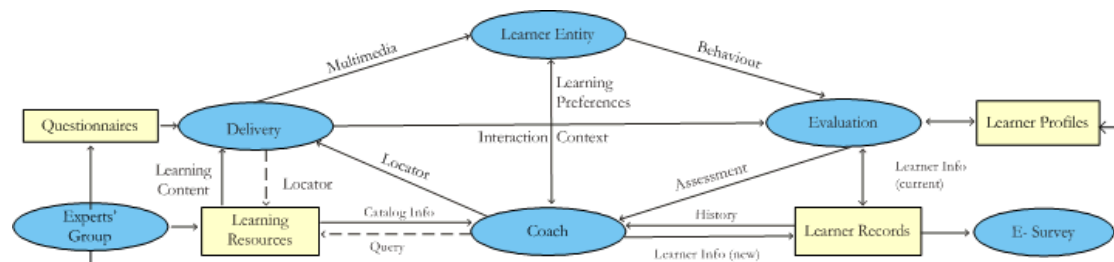 Learner Entity
Multimedia
Behaviour
Learning
Preferences
Questionnaires
Delivery
Interaction
Context
Evaluation
Learner Profiles
Learning
Content
Locator
Locator
Assessment
Learner Info
(current)
Experts'
Group
Learning
Resources
Catalog Info
Query
Coach
History
Learner Info (new)
Learner Records
E- Survey